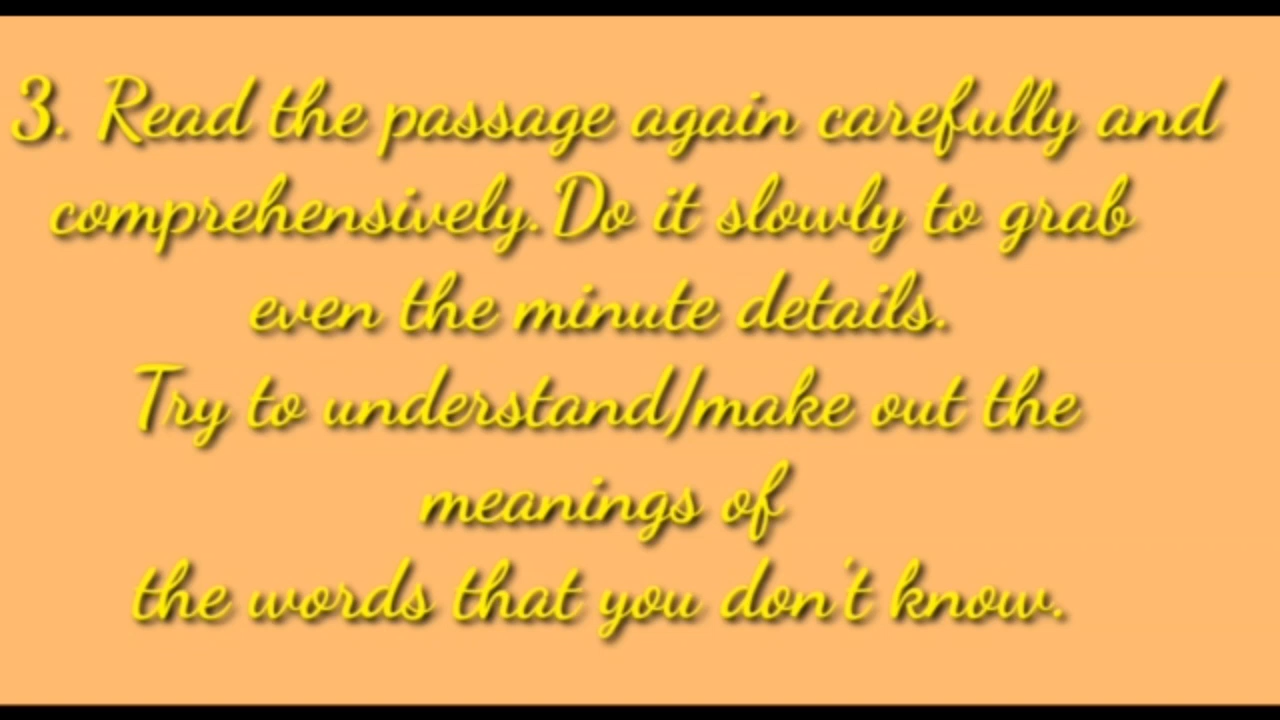 3. Read the passage again carefully and
comprehensively. Do it slowly to grab
even the minute details.
Try to understand/make out the
meanings of
the words that you don't know.